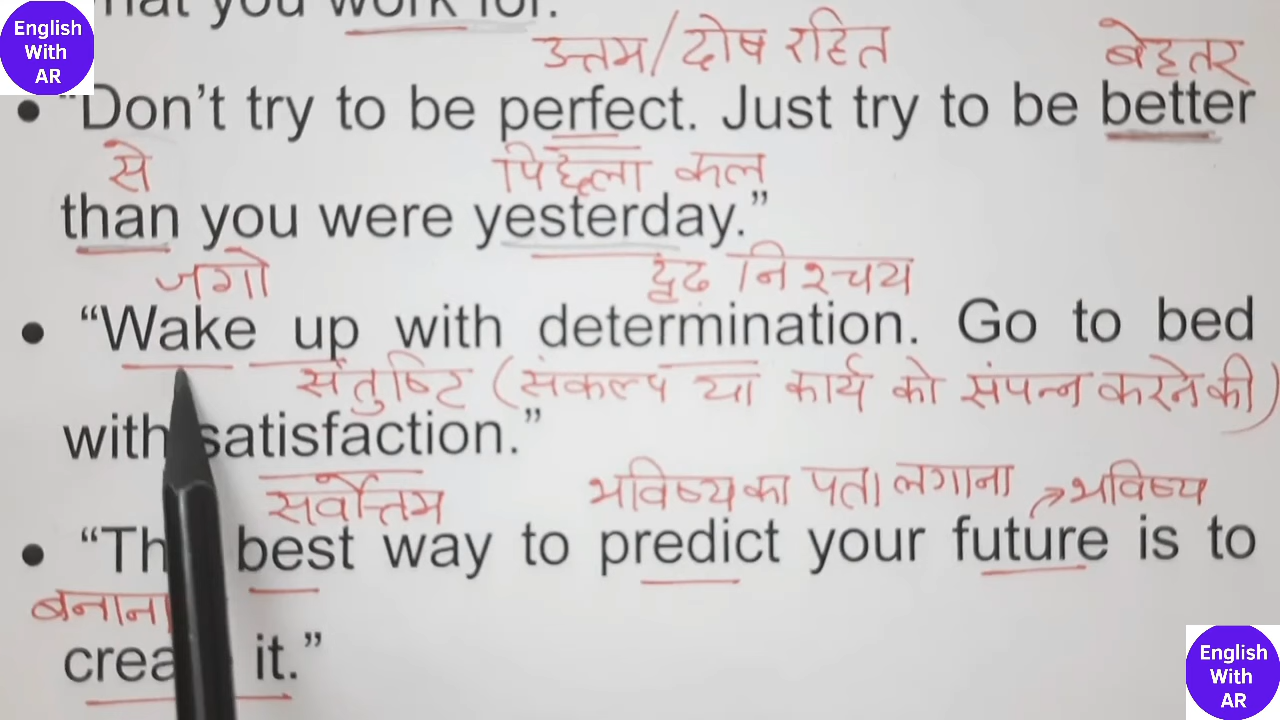 English
With
AR
you work for.
उत्तम/दोष रहित बेहतर
• "Don't try to be perfect. Just try to be better
से पिछला कल
than you were yesterday."
जगो दृढ निश्चय
• "Wake up with determination. Go to bed
संतुष्टि (संकल्प या कार्य को संपन्न करने की)
with satisfaction."
सर्वोत्तम भविष्य का पता लगाना → भविष्य
• "Th best way to predict your future is to
बनाना
crea it."
English
With
AR